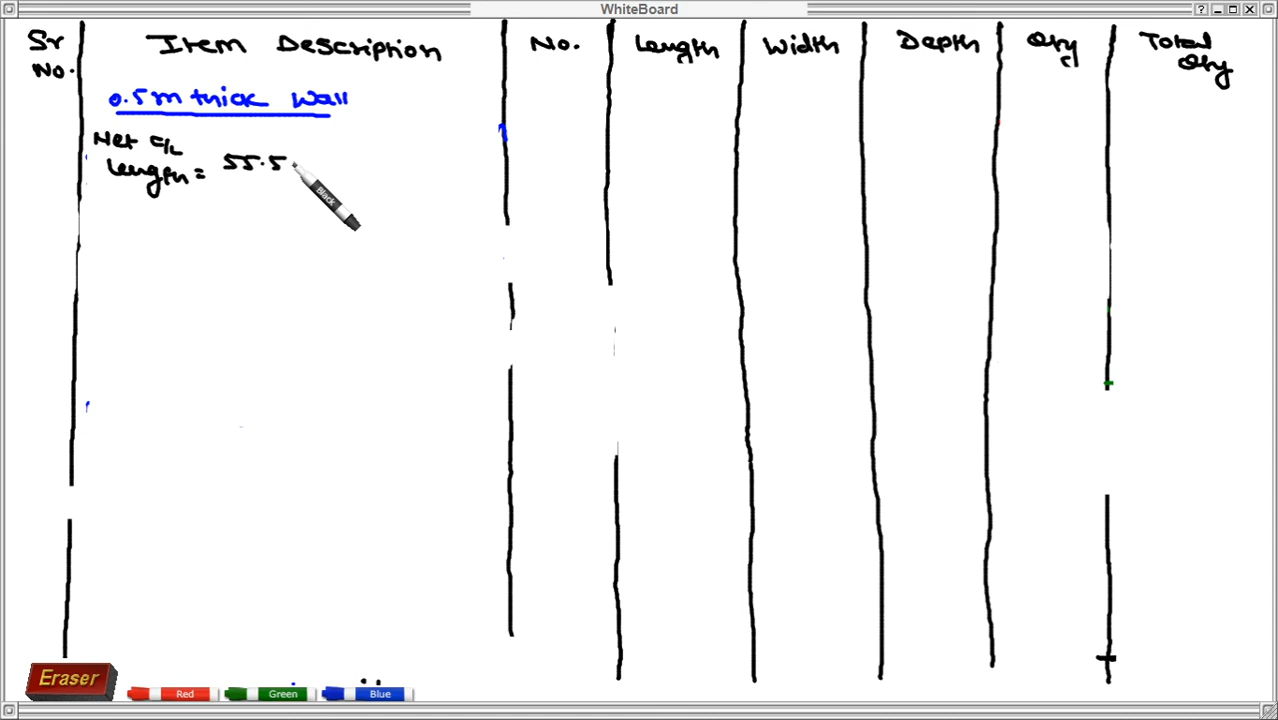 WhiteBoard
Sr No. Item Description No. Length Width Depth Qty Total Qty
0.5m thick Wall
Net C/L
Length = 55.5
Black
Eraser Red Green Blue